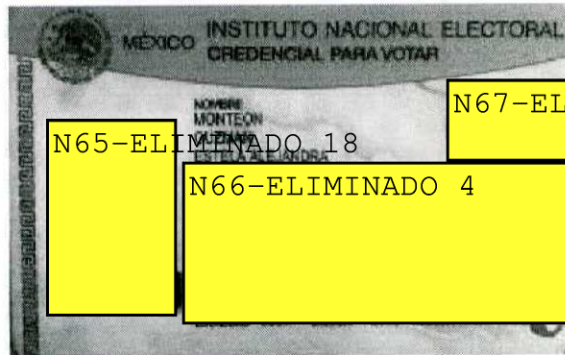 MÉXICO INSTITUTO NACIONAL ELECTORAL
CREDENCIAL PARA VOTAR
NOMBRE
MONTEON
N67-EL
N65-ELIMINADO 18
ESTELA ALEJANDRA
N66-ELIMINADO 4